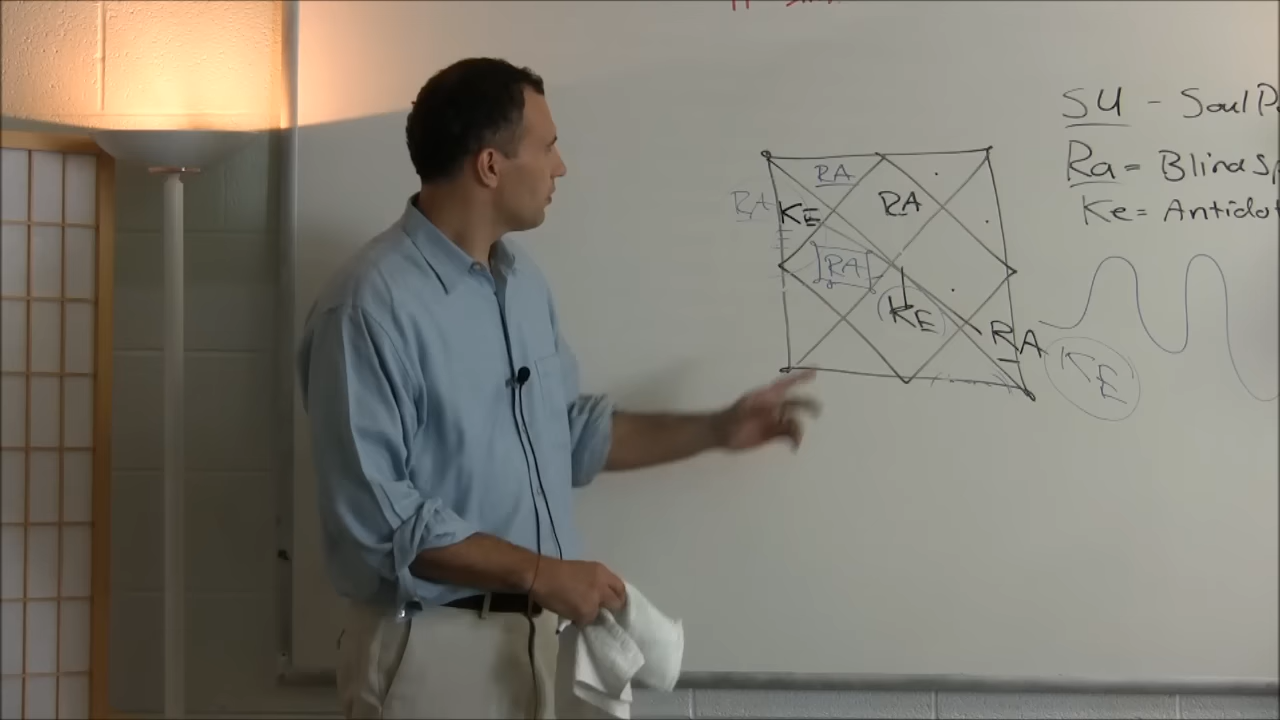 RA
RA
KE
RA
RA
KE
RA
KE
SU - Soul
Ra = Blind
Ke = Antido